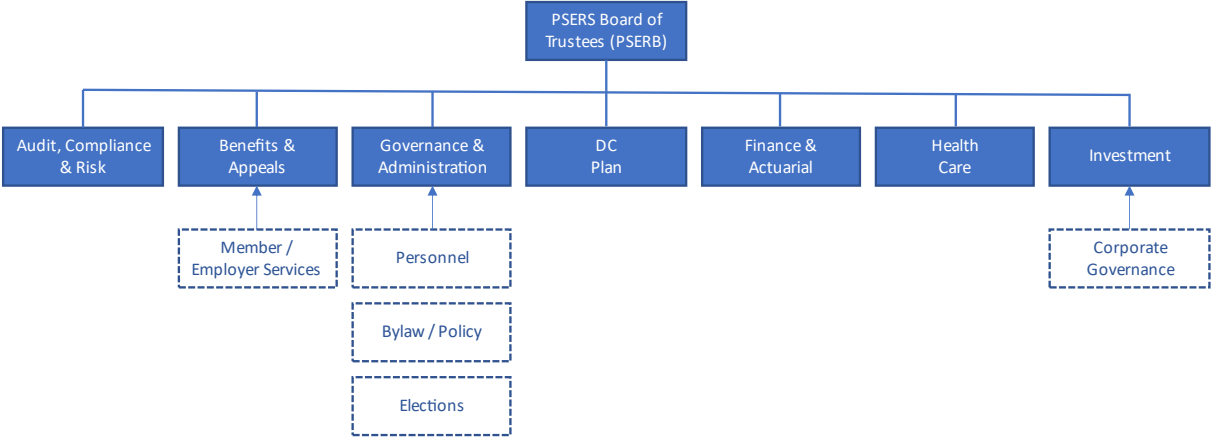 PSERS Board of
Trustees (PSERB)
Audit, Compliance
& Risk
Benefits &
Appeals
Governance &
Administration
DC
Plan
Finance &
Actuarial
Health
Care
Investment
Member /
Employer Services
Personnel
Corporate
Governance
Bylaw / Policy
Elections